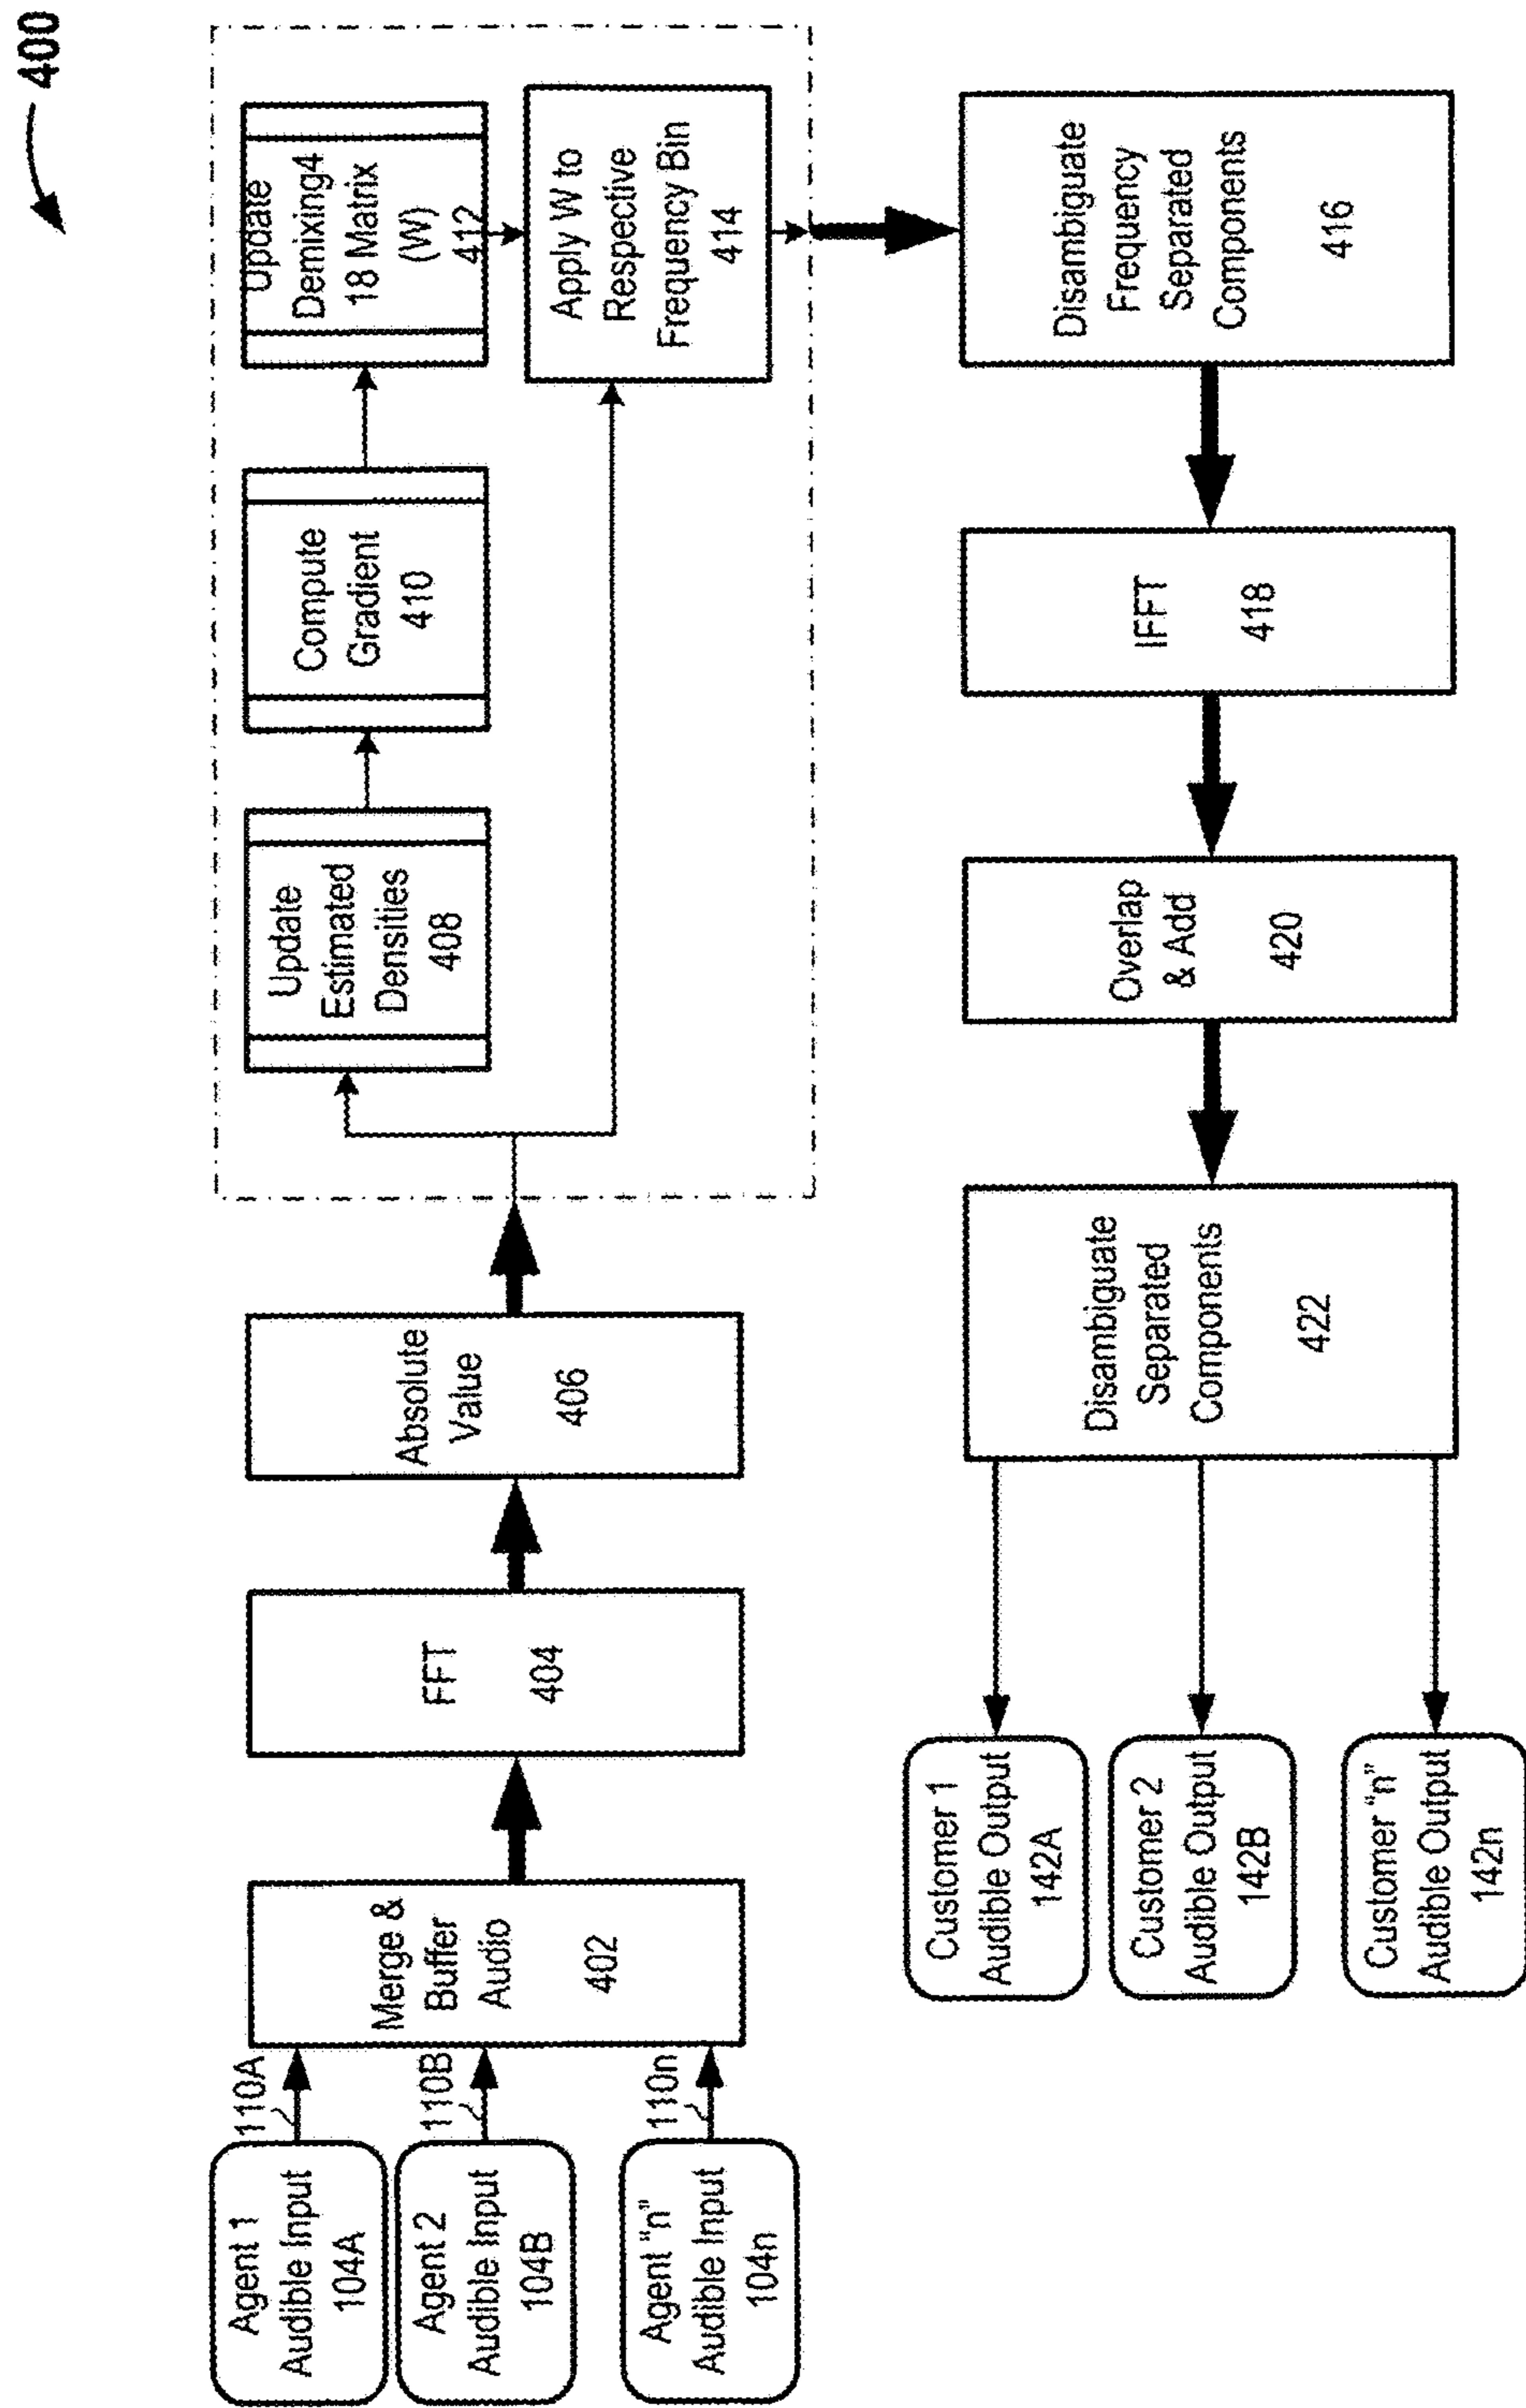 400
Agent 1
Audible Input
104A
Agent 2
Audible Input
104B
Agent "n"
Audible Input
104n
110A
110B
110n
Merge &
Buffer
Audio
402
FFT
404
Absolute
Value
406
Update
Estimated
Densities
408
Compute
Gradient
410
Update
Demixing4
18 Matrix
(W)
412
Apply W to
Respective
Frequency Bin
414
Disambiguate
Frequency
Separated
Components
416
IFFT
418
Overlap
& Add
420
Disambiguate
Separated
Components
422
Customer 1
Audible Output
142A
Customer 2
Audible Output
142B
Customer "n"
Audible Output
142n